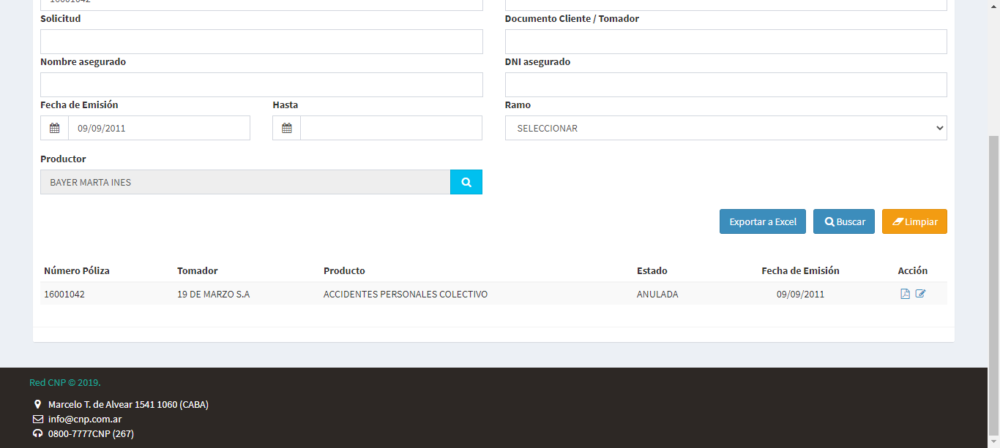 Solicitud
Documento Cliente / Tomador
Nombre asegurado
DNI asegurado
Fecha de Emisión
Hasta
Ramo
09/09/2011
SELECCIONAR
Productor
BAYER MARTA INES
Exportar a Excel
Buscar
Limpiar
Número Póliza Tomador Producto Estado Fecha de Emisión Acción
16001042 19 DE MARZO S.A ACCIDENTES PERSONALES COLECTIVO ANULADA 09/09/2011
Red CNP © 2019.
Marcelo T. de Alvear 1541 1060 (CABA)
info@cnp.com.ar
0800-7777CNP (267)